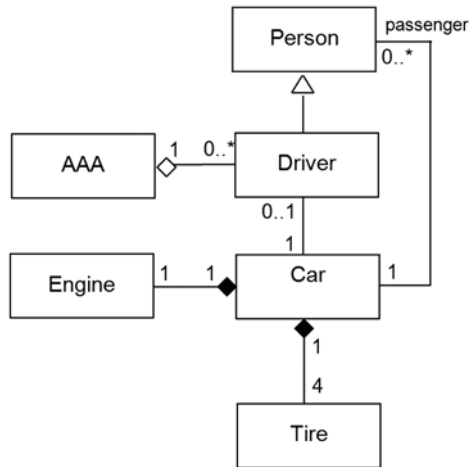 Person
passenger
0..*
AAA
1
0..*
Driver
0..1
1
Engine
1
1
Car
1
1
4
Tire